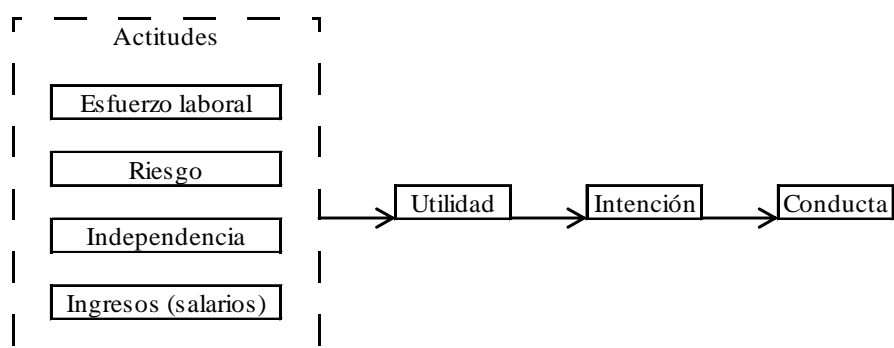 Actitudes
Esfuerzo laboral
Riesgo
Independencia
Ingresos (salarios)
Utilidad
Intención
Conducta